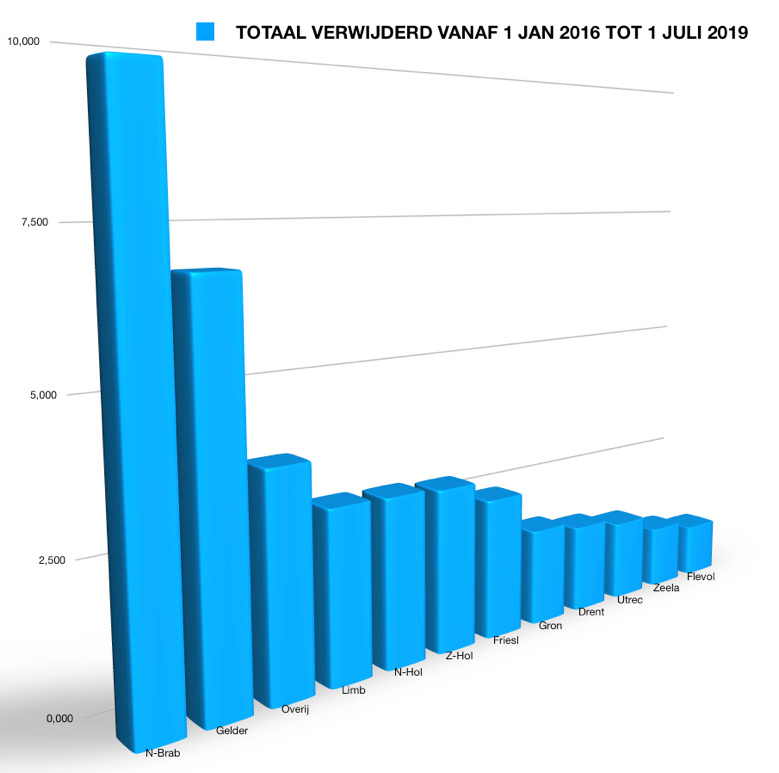 TOTAAL VERWIJDERD VANAF 1 JAN 2016 TOT 1 JULI 2019
10,000
7,500
5,000
2,500
0,000
N-Brab
Gelder
Overij
Limb
N-Hol
Z-Hol
Friesl
Gron
Drent
Utrec
Zeela
Flevol